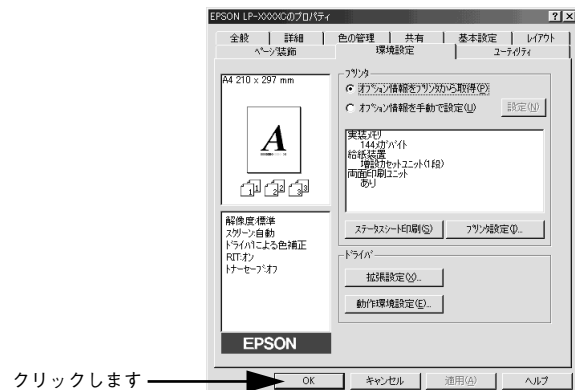 EPSON LP-XXXXCのプロパティ
? ×
全般 詳細 色の管理 共有 基本設定 レイアウト
ページ装飾 環境設定 ユーティリティ
A4 210 x 297 mm
A
1 1 2 2 3 3
解像度:標準
スクリーン:自動
ドライバによる色補正
RIT:オン
トナーセーブ:オフ
EPSON
プリンタ
オプション情報をプリンタから取得(P)
オプション情報を手動で設定(U)
設定(N)
実装メモリ
144メガバイト
給紙装置
増設カセットユニット(1段)
両面印刷ユニット
あり
ステータスシート印刷(S)
プリンタ設定(I)...
ドライバ
拡張設定(X)...
動作環境設定(E)...
クリックします
OK
キャンセル
適用(A)
ヘルプ